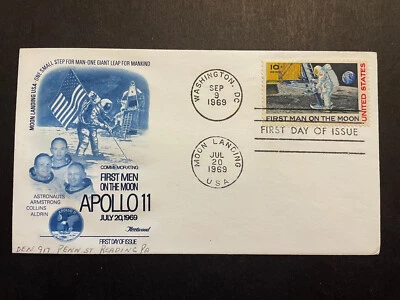 MOON LANDING USA • ONE SMALL STEP FOR MAN • ONE GIANT LEAP FOR MANKIND
COMMEMORATING
FIRST MEN
ON THE MOON
APOLLO 11
JULY 20, 1969
ASTRONAUTS
ARMSTRONG
COLLINS
ALDRIN
Fleetwood
FIRST DAY OF ISSUE
917 PENN ST READING PA
WASHINGTON, DC
SEP
9
1969
10¢
UNITED STATES
FIRST MAN ON THE MOON
FIRST DAY OF ISSUE
MOON LANDING
JUL
20
1969
USA